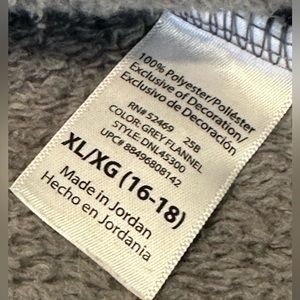 100% Polyester/Poliéster
Exclusive of Decoration/
Exclusivo de Decoración/
RN# 52469 25B
COLOR: GREY FLANNEL
STYLE: DNL45300
UPC# 88496808142
XL/XG (16-18)
Made in Jordan
Hecho en Jordania